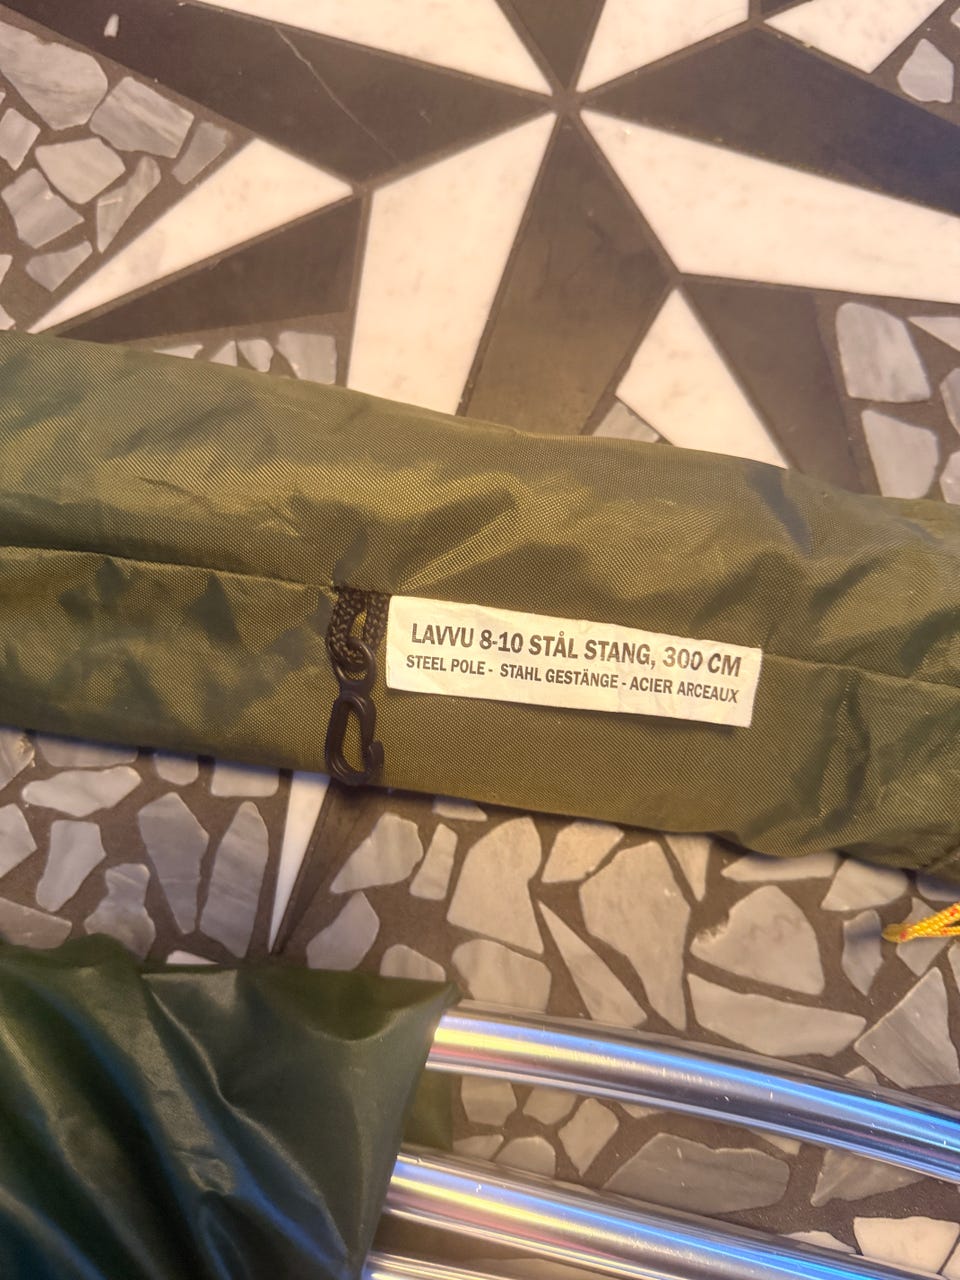 LAVVU 8-10 STÅL STANG, 300 CM
STEEL POLE - STAHL GESTÄNGE - ACIER ARCEAUX